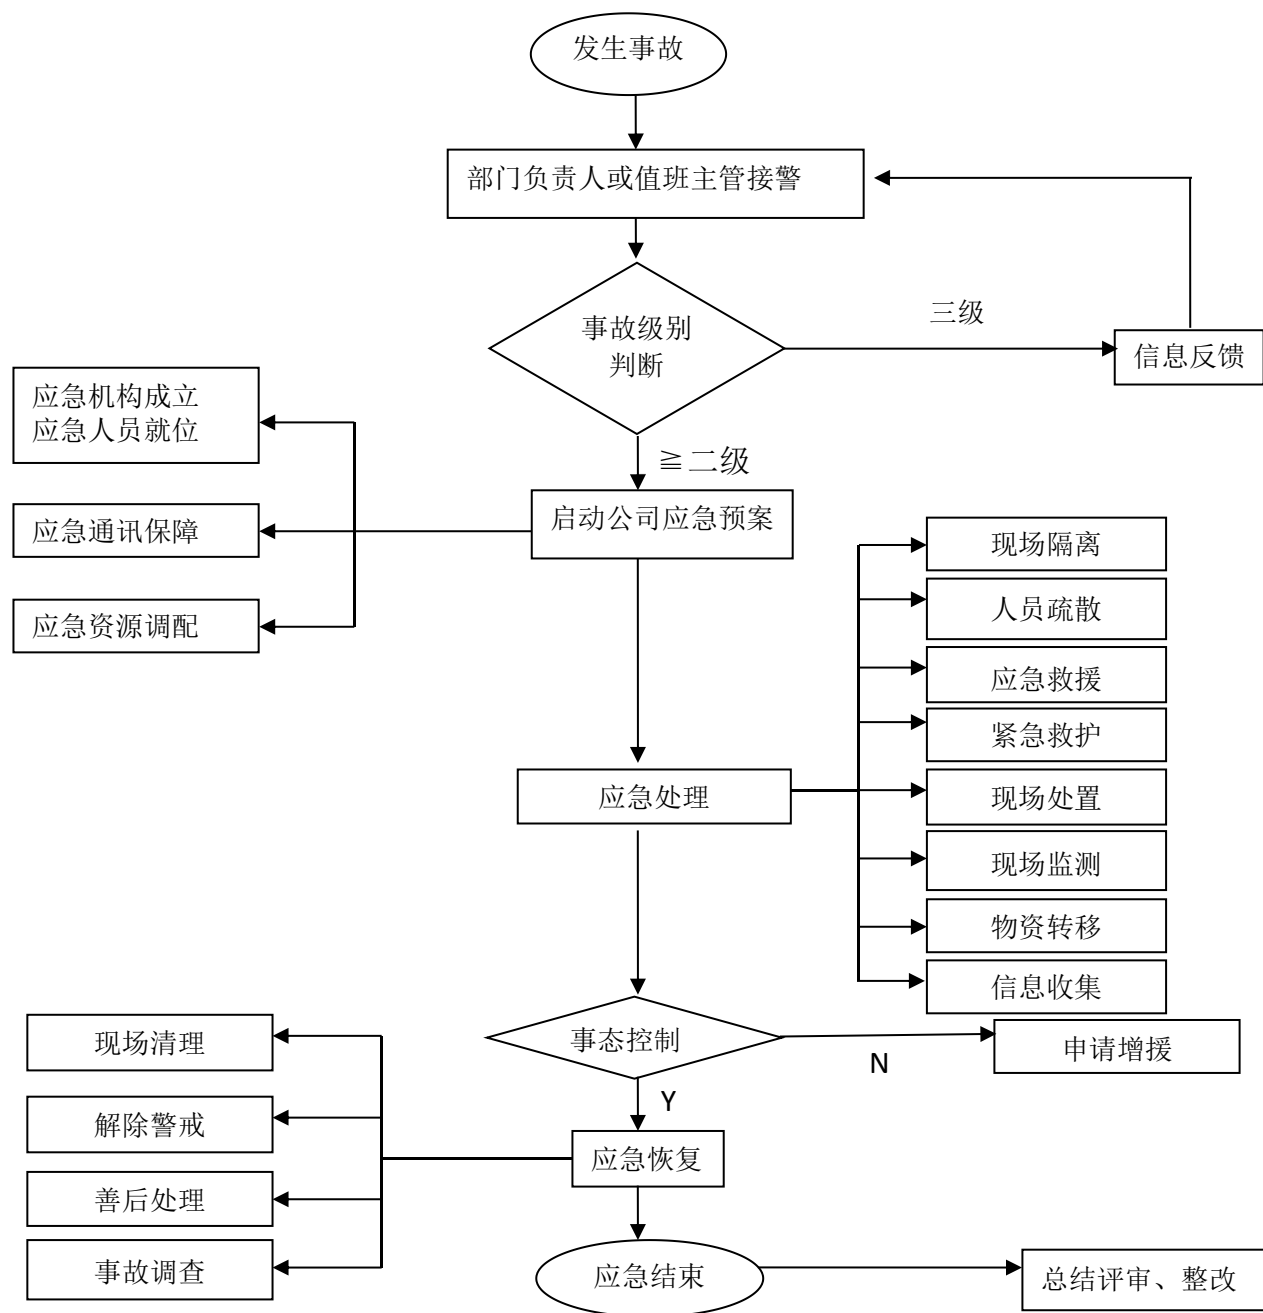 发生事故
部门负责人或值班主管接警
三级
事故级别
判断
信息反馈
应急机构成立
应急人员就位
≧二级
启动公司应急预案
应急通讯保障
应急资源调配
现场隔离
人员疏散
应急救援
紧急救护
应急处理
现场处置
现场监测
物资转移
信息收集
现场清理
事态控制
N
申请增援
Y
解除警戒
应急恢复
善后处理
事故调查
应急结束
总结评审、整改